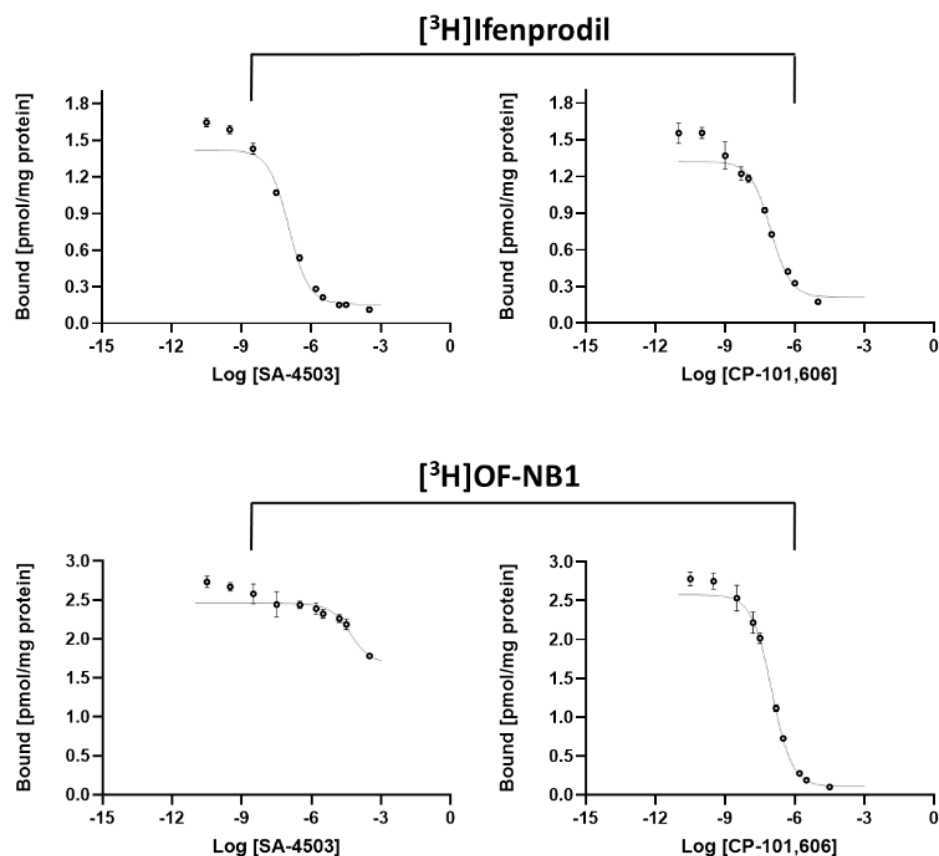 [³H]Ifenprodil
Bound [pmol/mg protein]
1.8
1.5
1.2
0.9
0.6
0.3
0.0
-15 -12 -9 -6 -3 0
Log [SA-4503]
Bound [pmol/mg protein]
1.8
1.5
1.2
0.9
0.6
0.3
0.0
-15 -12 -9 -6 -3 0
Log [CP-101,606]
[³H]OF-NB1
Bound [pmol/mg protein]
3.0
2.5
2.0
1.5
1.0
0.5
0.0
-15 -12 -9 -6 -3 0
Log [SA-4503]
Bound [pmol/mg protein]
3.0
2.5
2.0
1.5
1.0
0.5
0.0
-15 -12 -9 -6 -3 0
Log [CP-101,606]